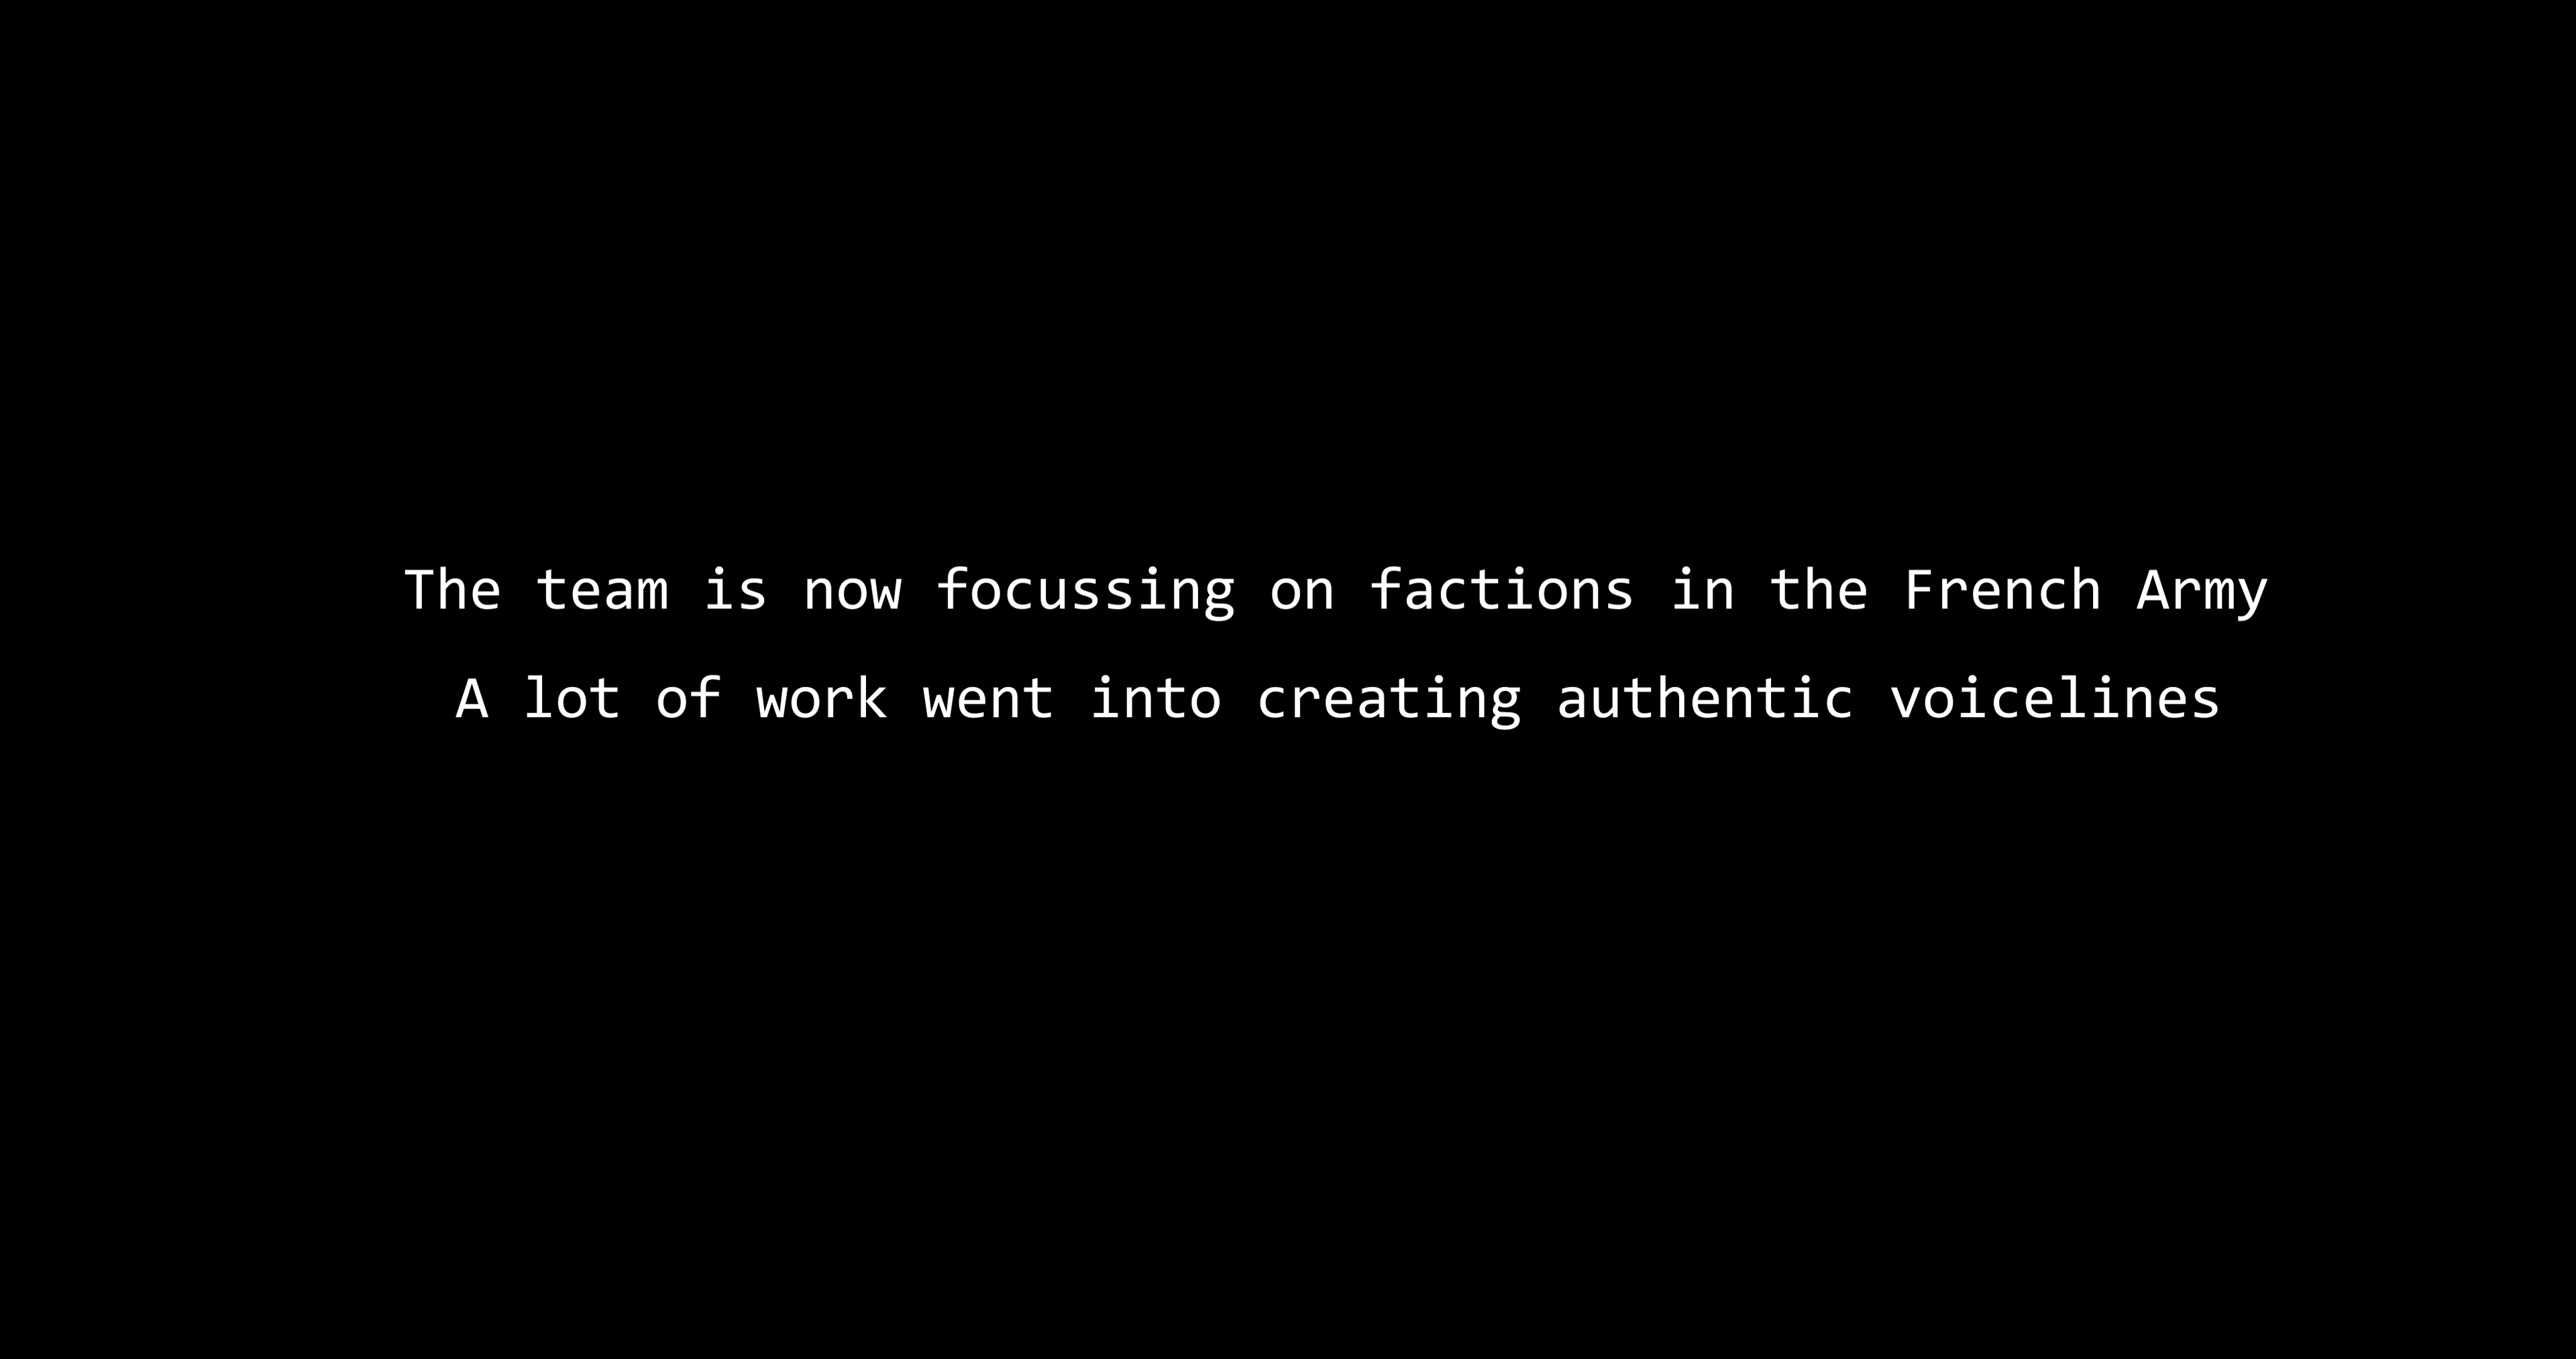 The team is now focussing on factions in the French Army
A lot of work went into creating authentic voicelines